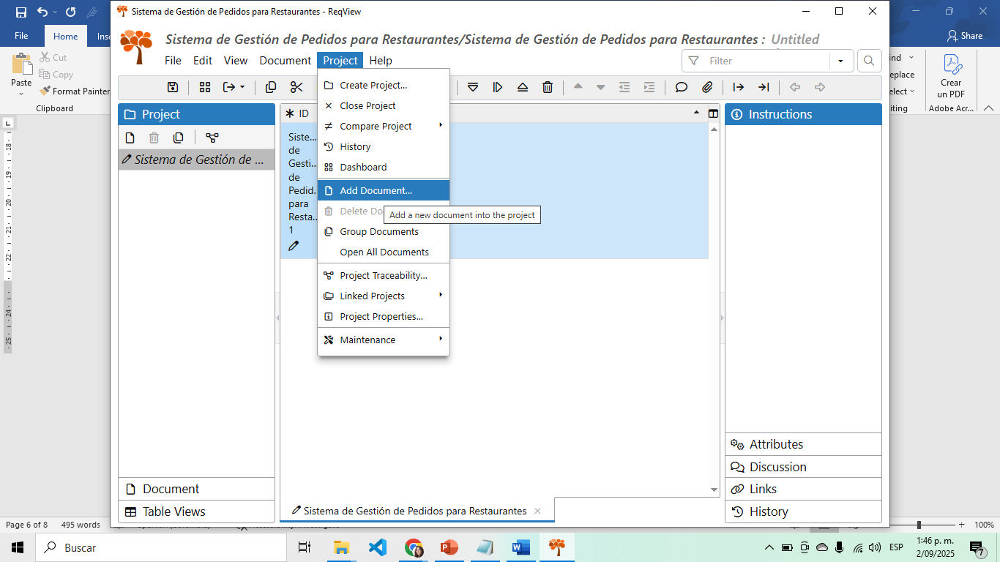 Sistema de Gestión de Pedidos para Restaurantes - ReqView
File
Home
Share
Sistema de Gestión de Pedidos para Restaurantes/Sistema de Gestión de Pedidos para Restaurantes : Untitled
File Edit View Document Project Help
Filter
Cut
Copy
Paste
Format Painter
Clipboard
Crear
un PDF
Adobe Acr...
Project
Sistema de Gestión de ...
Document
Table Views
ID
Siste...
de
Gesti...
de
Pedid...
para
Resta...
1
Create Project...
Close Project
Compare Project
History
Dashboard
Add Document...
Delete Do
Add a new document into the project
Group Documents
Open All Documents
Project Traceability...
Linked Projects
Project Properties...
Maintenance
Instructions
Attributes
Discussion
Links
History
Sistema de Gestión de Pedidos para Restaurantes
18
19
20
21
22
24
25
Page 6 of 8 495 words
100%
Buscar
ESP
1:46 p. m.
2/09/2025
7